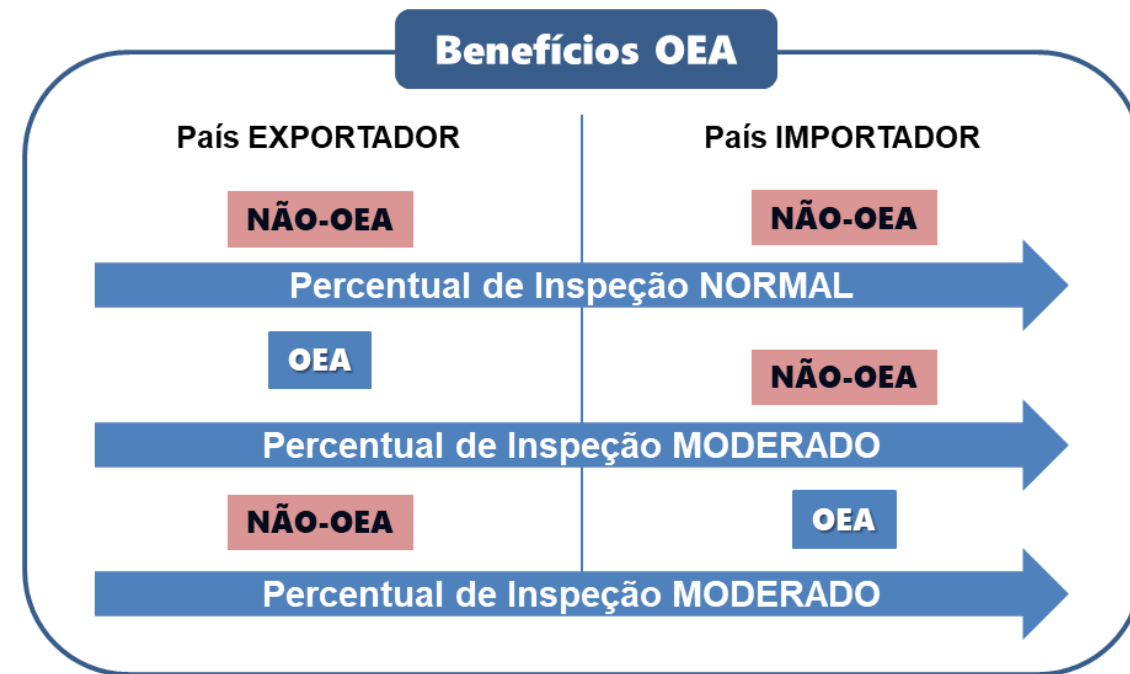 Benefícios OEA
País EXPORTADOR
País IMPORTADOR
NÃO-OEA
NÃO-OEA
Percentual de Inspeção NORMAL
OEA
NÃO-OEA
Percentual de Inspeção MODERADO
NÃO-OEA
OEA
Percentual de Inspeção MODERADO